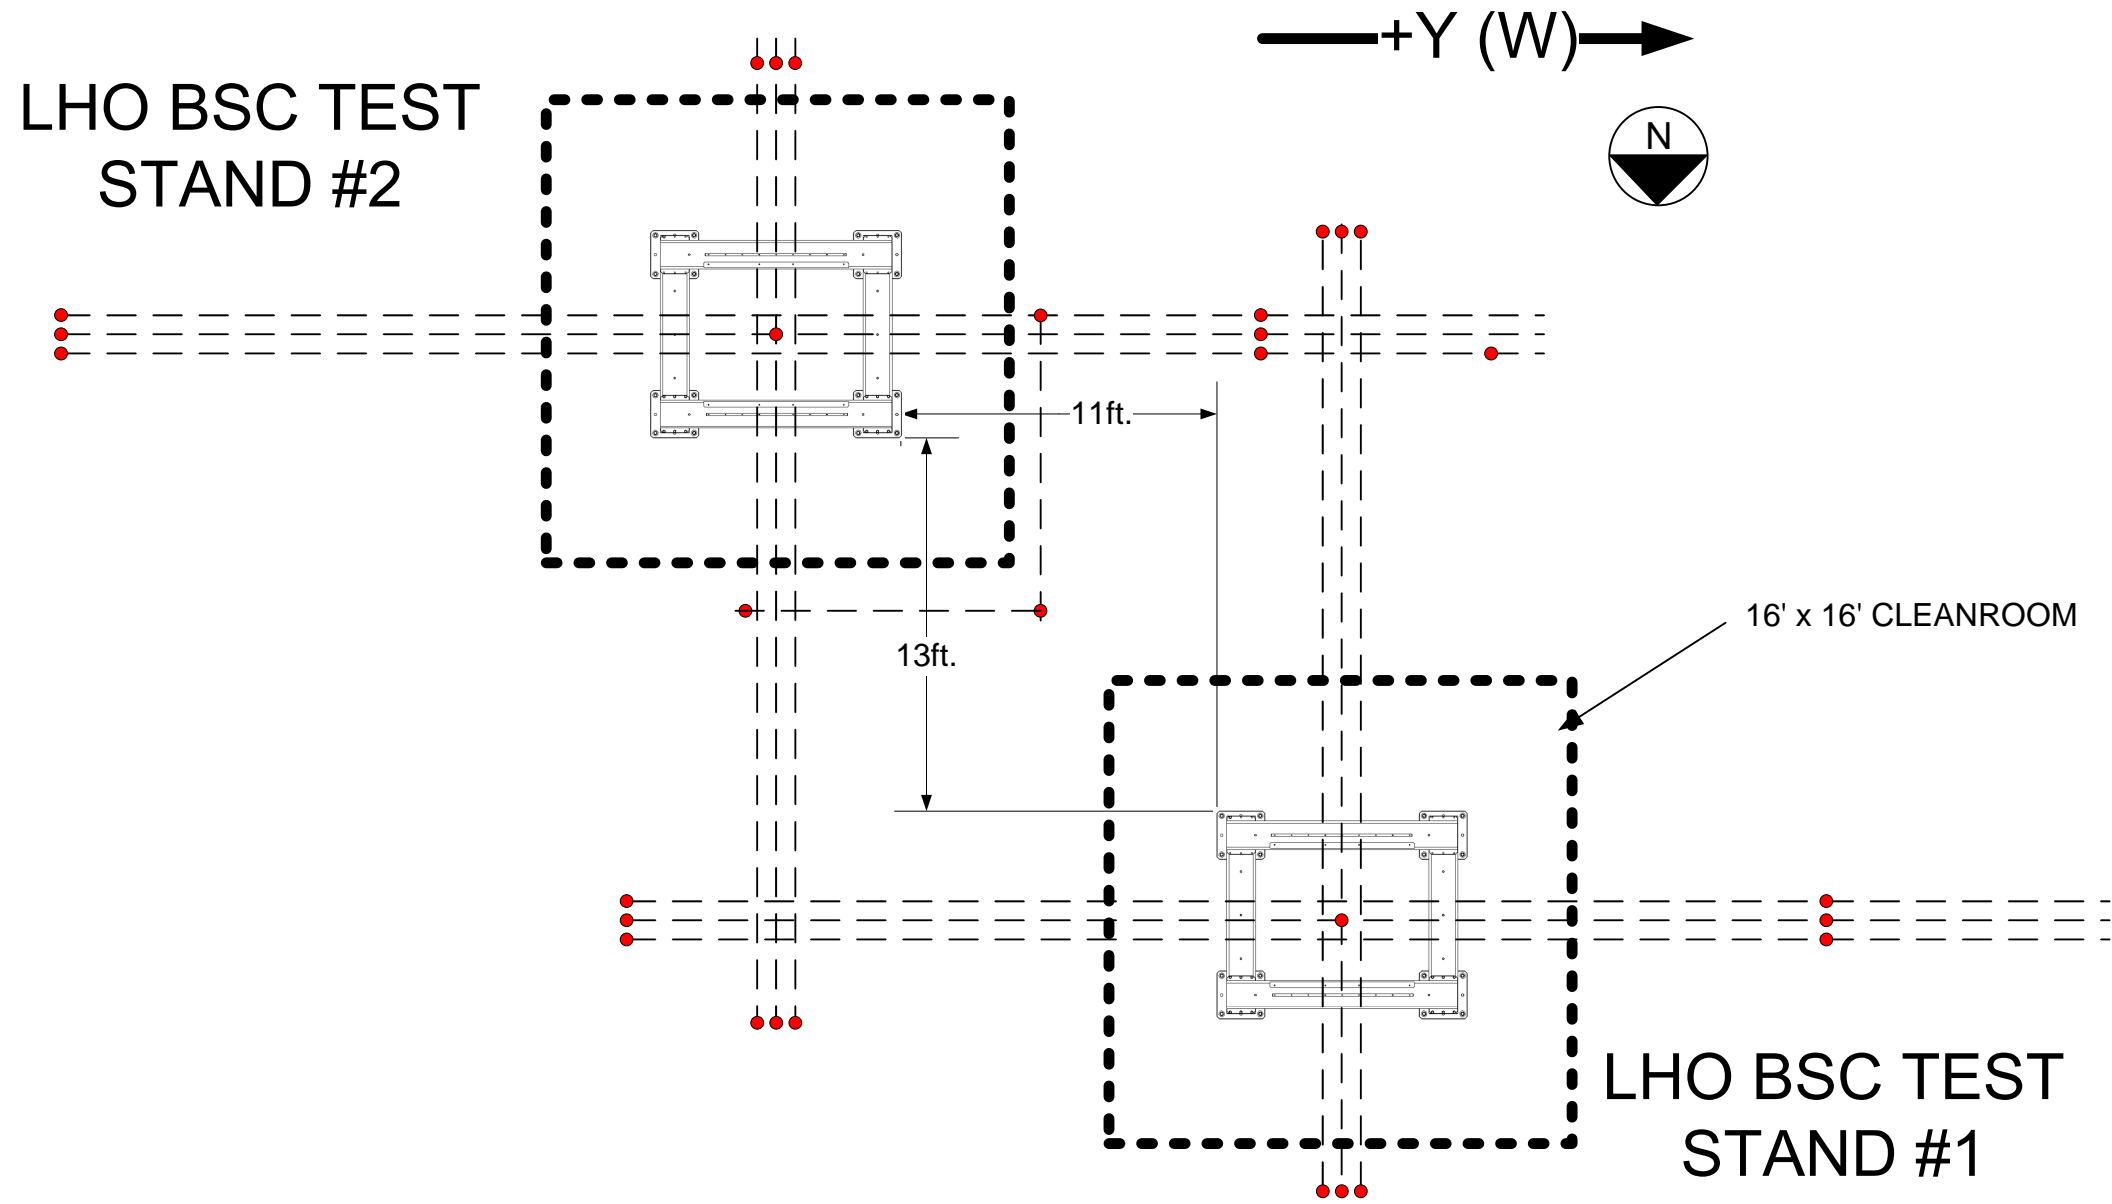 +Y (W)
LHO BSC TEST
STAND #2
N
11ft.
16' x 16' CLEANROOM
13ft.
LHO BSC TEST
STAND #1